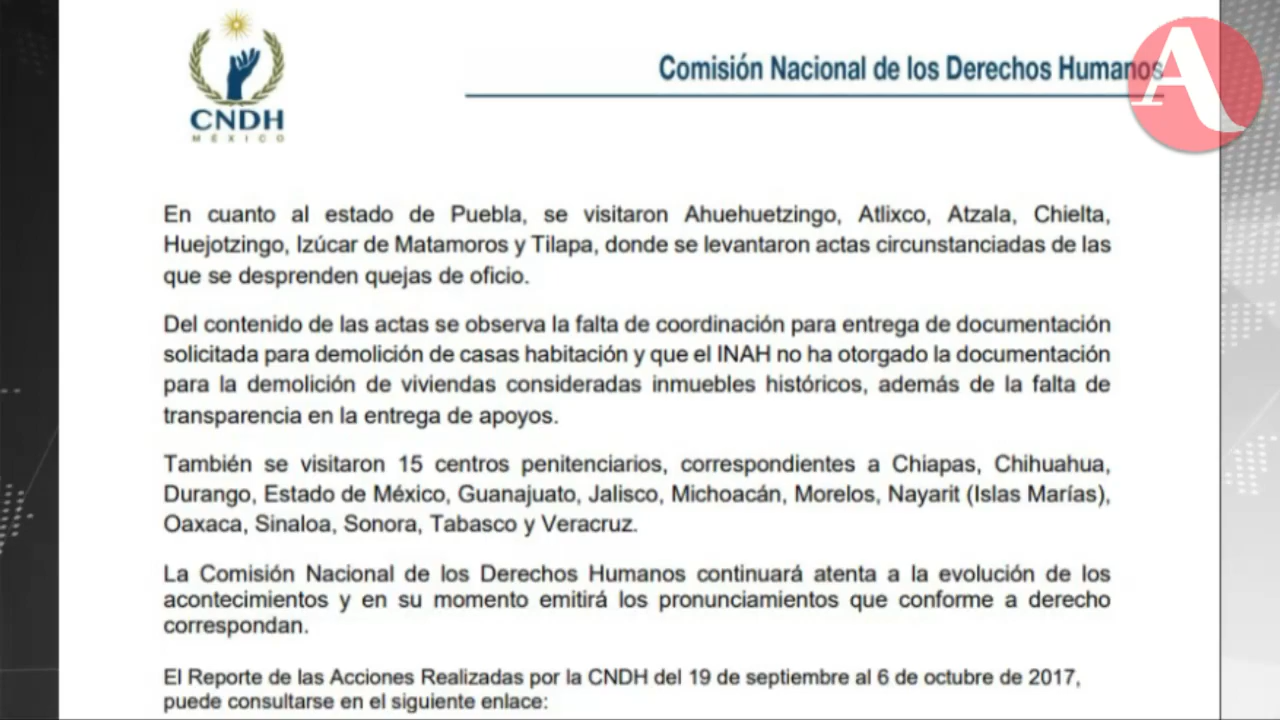 CNDH
MÉXICO
Comisión Nacional de los Derechos Humanos
A
En cuanto al estado de Puebla, se visitaron Ahuehuetzingo, Atlixco, Atzala, Chielta,
Huejotzingo, Izúcar de Matamoros y Tilapa, donde se levantaron actas circunstanciadas de las
que se desprenden quejas de oficio.
Del contenido de las actas se observa la falta de coordinación para entrega de documentación
solicitada para demolición de casas habitación y que el INAH no ha otorgado la documentación
para la demolición de viviendas consideradas inmuebles históricos, además de la falta de
transparencia en la entrega de apoyos.
También se visitaron 15 centros penitenciarios, correspondientes a Chiapas, Chihuahua,
Durango, Estado de México, Guanajuato, Jalisco, Michoacán, Morelos, Nayarit (Islas Marías),
Oaxaca, Sinaloa, Sonora, Tabasco y Veracruz.
La Comisión Nacional de los Derechos Humanos continuará atenta a la evolución de los
acontecimientos y en su momento emitirá los pronunciamientos que conforme a derecho
correspondan.
El Reporte de las Acciones Realizadas por la CNDH del 19 de septiembre al 6 de octubre de 2017,
puede consultarse en el siguiente enlace: